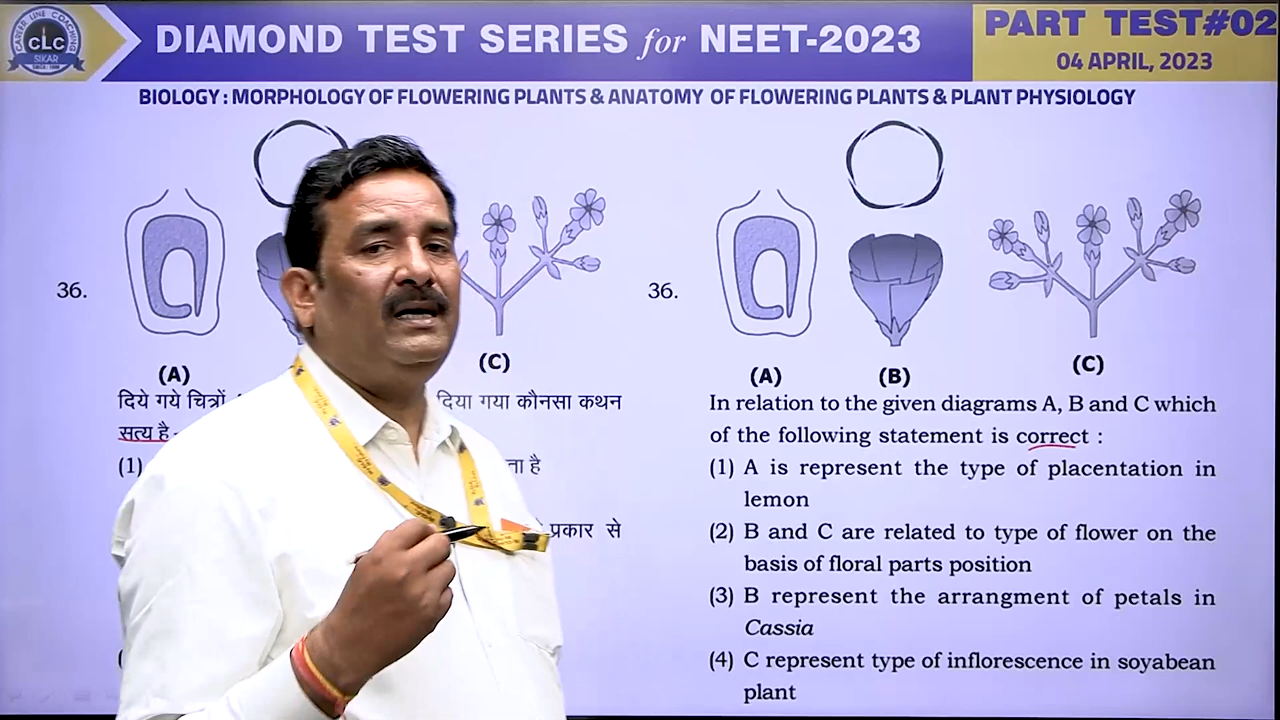 CAREER LINE COACHING
CLC
SIKAR
DIAMOND TEST SERIES for NEET-2023
PART TEST#02
04 APRIL, 2023
BIOLOGY : MORPHOLOGY OF FLOWERING PLANTS & ANATOMY OF FLOWERING PLANTS & PLANT PHYSIOLOGY
36.
(A)
(C)
दिये गये चित्रों
दिया गया कौनसा कथन
सत्य है -
(1)
है
प्रकार से
36.
(A)
(B)
(C)
In relation to the given diagrams A, B and C which
of the following statement is correct :
(1) A is represent the type of placentation in
lemon
(2) B and C are related to type of flower on the
basis of floral parts position
(3) B represent the arrangment of petals in
Cassia
(4) C represent type of inflorescence in soyabean
plant